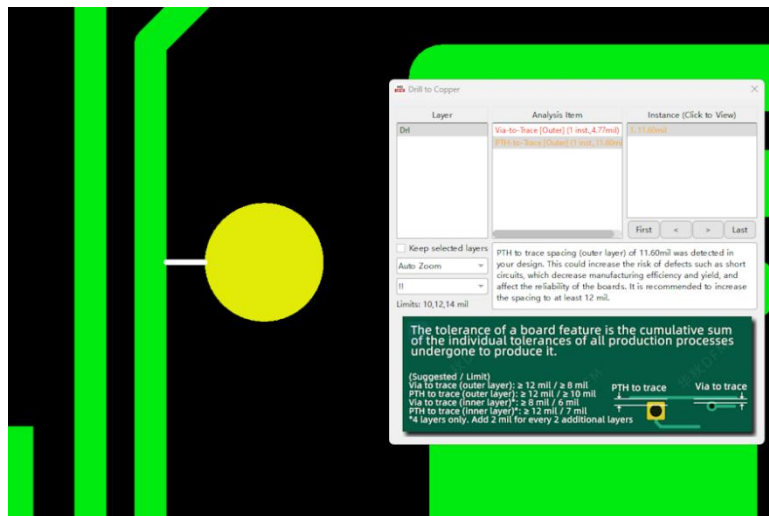 Drill to Copper
Layer
Analysis Item
Instance (Click to View)
Drl
Via-to-Trace [Outer] (1 inst.,4.77mil)
PTH-to-Trace [Outer] (1 inst.,11.60mi
1. 11.60mil
First < > Last
Keep selected layers
Auto Zoom
!!
Limits: 10,12,14 mil
PTH to trace spacing (outer layer) of 11.60mil was detected in
your design. This could increase the risk of defects such as short
circuits, which decrease manufacturing efficiency and yield, and
affect the reliability of the boards. It is recommended to increase
the spacing to at least 12 mil.
The tolerance of a board feature is the cumulative sum
of the individual tolerances of all production processes
undergone to produce it.
(Suggested / Limit)
Via to trace (outer layer): ≥ 12 mil / ≥ 8 mil
PTH to trace (outer layer): ≥ 12 mil / ≥ 10 mil
Via to trace (inner layer)*: ≥ 8 mil / 6 mil
PTH to trace (inner layer)*: ≥ 12 mil / 7 mil
*4 layers only. Add 2 mil for every 2 additional layers
PTH to trace
Via to trace